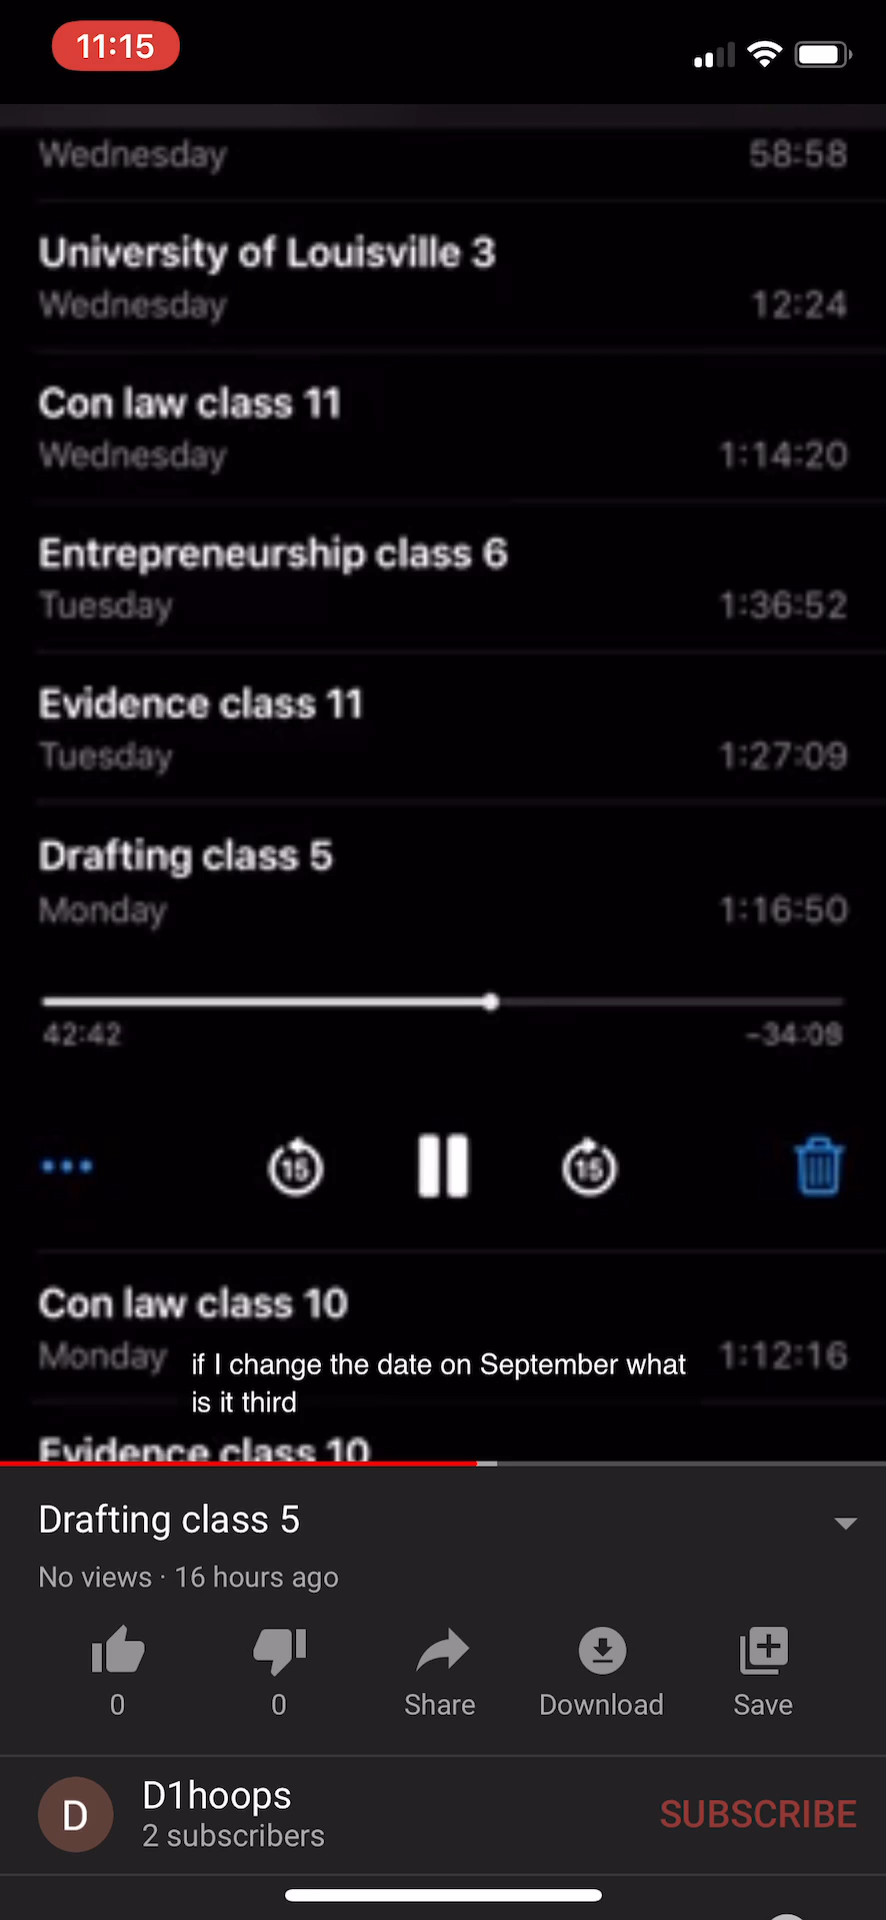 11:15
Wednesday 58:58
University of Louisville 3
Wednesday 12:24
Con law class 11
Wednesday 1:14:20
Entrepreneurship class 6
Tuesday 1:36:52
Evidence class 11
Tuesday 1:27:09
Drafting class 5
Monday 1:16:50
42:42 -34:08
15 15
Con law class 10
Monday 1:12:16
if I change the date on September what
is it third
Evidence class 10
Drafting class 5
No views · 16 hours ago
0 0 Share Download Save
D D1hoops
2 subscribers
SUBSCRIBE